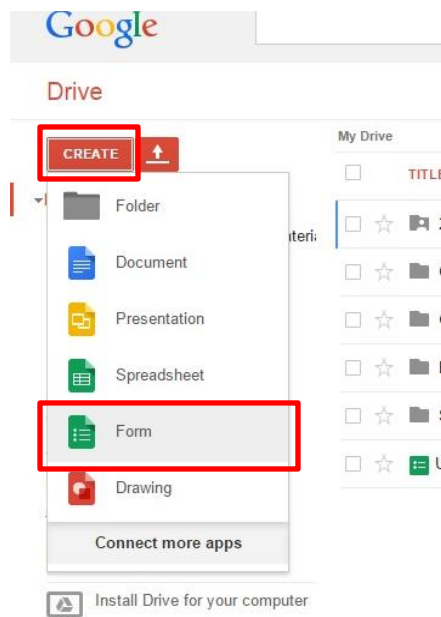 Google
Drive
CREATE
My Drive
TITLE
Folder
Document
Presentation
Spreadsheet
Form
Drawing
Connect more apps
Install Drive for your computer